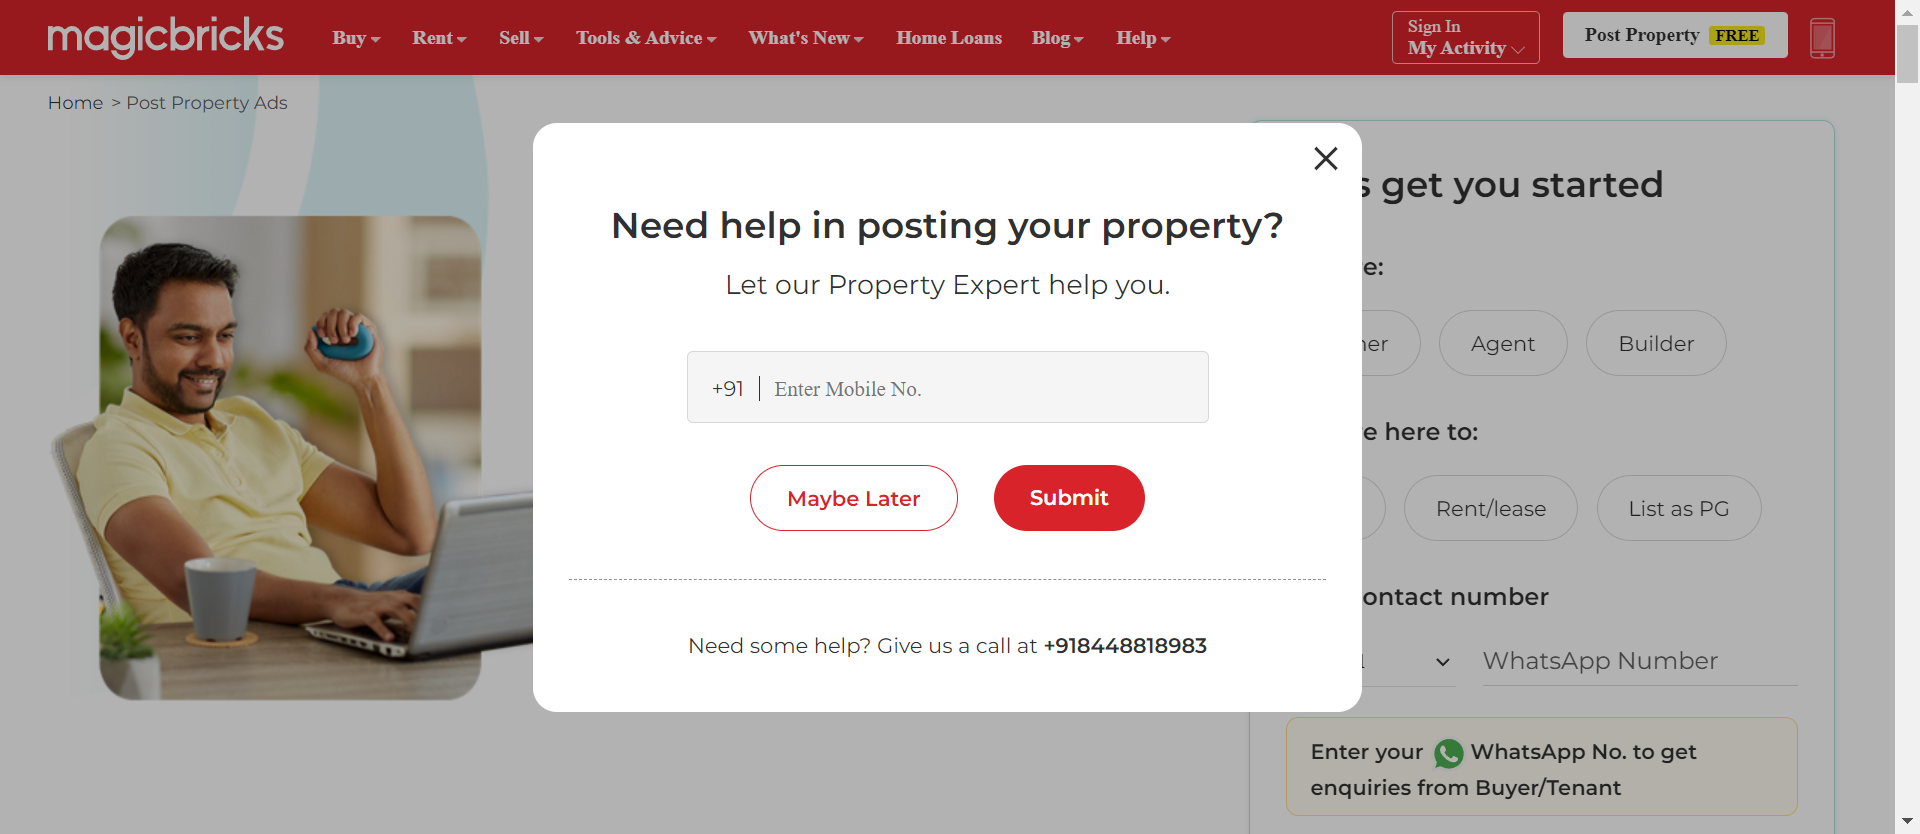 magicbricks
Buy Rent Sell Tools & Advice What's New Home Loans Blog Help
Sign In
My Activity
Post Property FREE
Home > Post Property Ads
Need help in posting your property?
Let our Property Expert help you.
+91 Enter Mobile No.
Maybe Later Submit
Need some help? Give us a call at +918448818983
get you started
Agent Builder
here to:
Rent/lease List as PG
number
WhatsApp Number
Enter your WhatsApp No. to get
enquiries from Buyer/Tenant